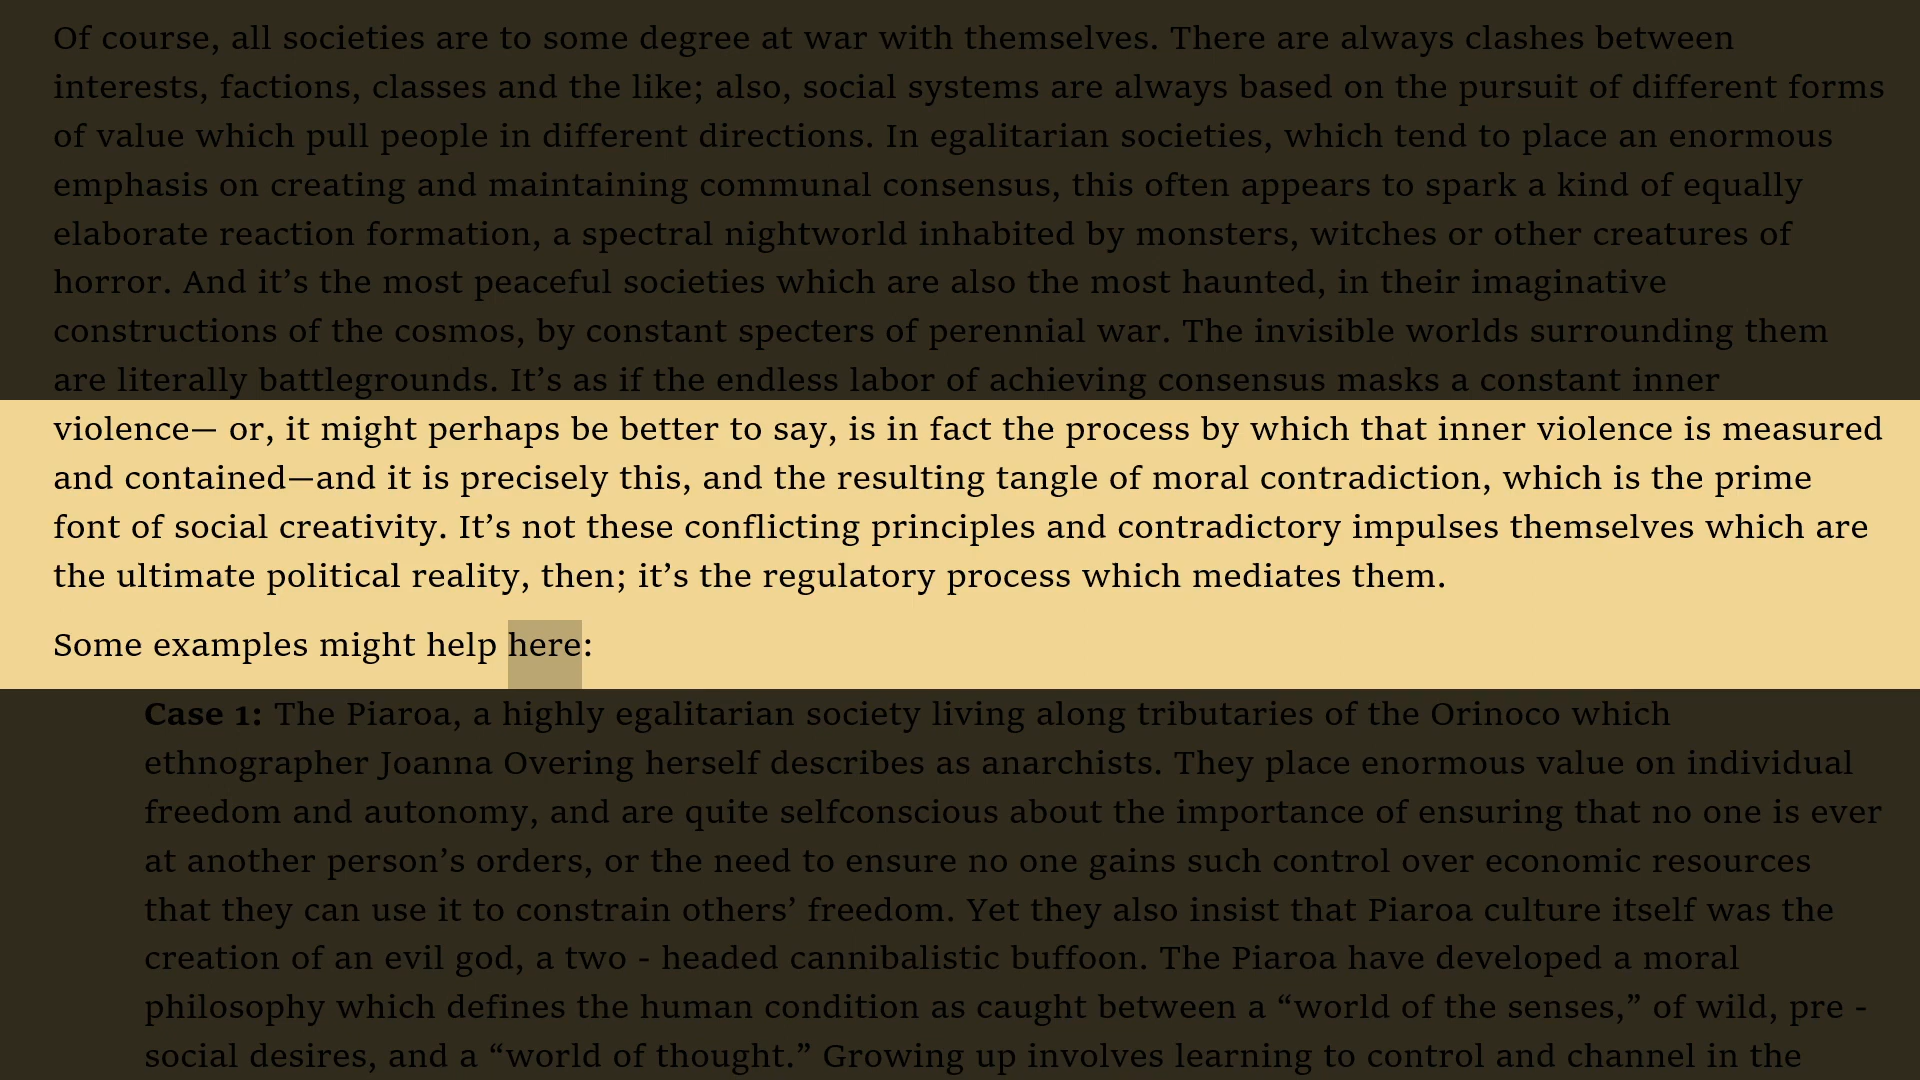 Of course, all societies are to some degree at war with themselves. There are always clashes between
interests, factions, classes and the like; also, social systems are always based on the pursuit of different forms
of value which pull people in different directions. In egalitarian societies, which tend to place an enormous
emphasis on creating and maintaining communal consensus, this often appears to spark a kind of equally
elaborate reaction formation, a spectral nightworld inhabited by monsters, witches or other creatures of
horror. And it’s the most peaceful societies which are also the most haunted, in their imaginative
constructions of the cosmos, by constant specters of perennial war. The invisible worlds surrounding them
are literally battlegrounds. It’s as if the endless labor of achieving consensus masks a constant inner
violence— or, it might perhaps be better to say, is in fact the process by which that inner violence is measured
and contained—and it is precisely this, and the resulting tangle of moral contradiction, which is the prime
font of social creativity. It’s not these conflicting principles and contradictory impulses themselves which are
the ultimate political reality, then; it’s the regulatory process which mediates them.
Some examples might help here:
Case 1: The Piaroa, a highly egalitarian society living along tributaries of the Orinoco which
ethnographer Joanna Overing herself describes as anarchists. They place enormous value on individual
freedom and autonomy, and are quite selfconscious about the importance of ensuring that no one is ever
at another person’s orders, or the need to ensure no one gains such control over economic resources
that they can use it to constrain others’ freedom. Yet they also insist that Piaroa culture itself was the
creation of an evil god, a two - headed cannibalistic buffoon. The Piaroa have developed a moral
philosophy which defines the human condition as caught between a “world of the senses,” of wild, pre -
social desires, and a “world of thought.” Growing up involves learning to control and channel in the